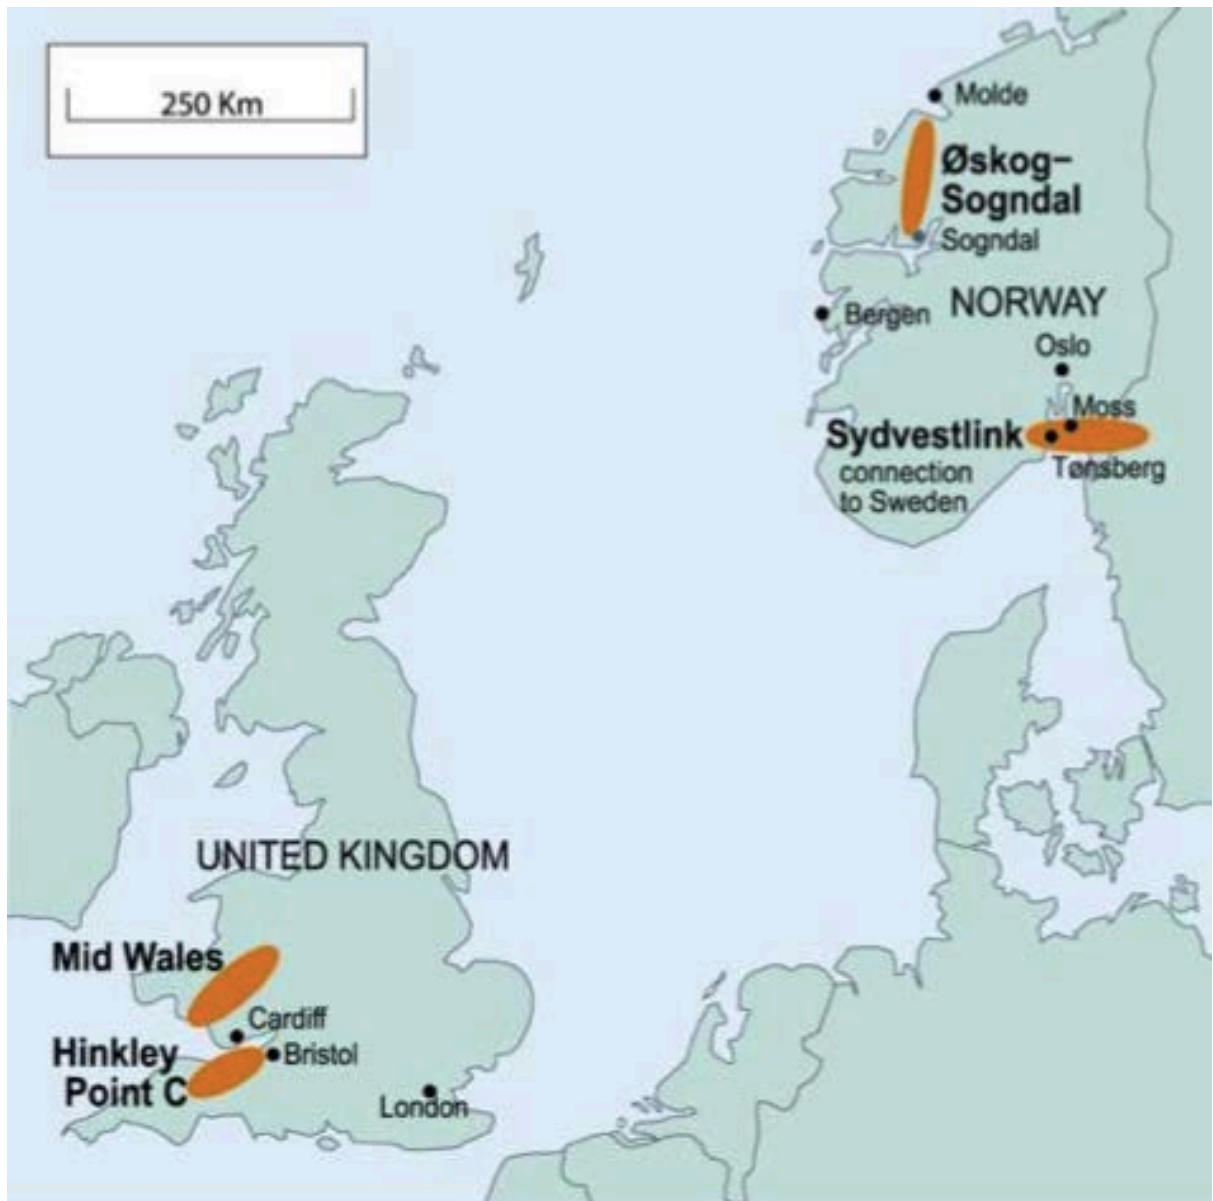 250 Km
Molde
Øskog–
Sogndal
Sogndal
NORWAY
Bergen
Oslo
Moss
Sydvestlink
Tønsberg
connection
to Sweden
UNITED KINGDOM
Mid Wales
Cardiff
Hinkley
Point C
Bristol
London